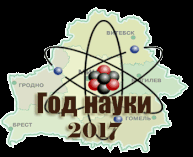 ВИТЕБСК
ГРОДНО
Год науки
2017
БРЕСТ
ГОМЕЛЬ